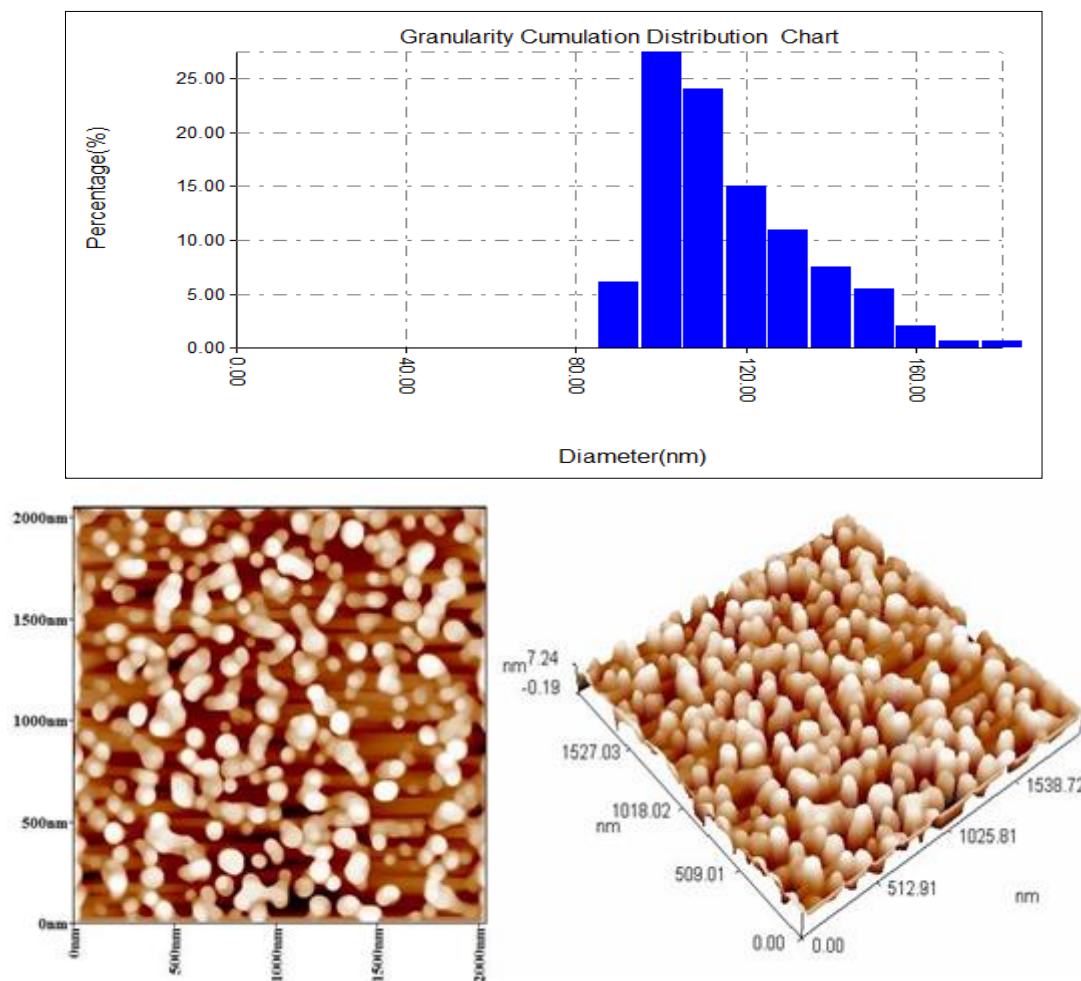 Granularity Cumulation Distribution Chart
Percentage(%)
25.00
20.00
15.00
10.00
5.00
0.00
0.00
40.00
80.00
120.00
160.00
Diameter(nm)
2000nm
1500nm
1000nm
500nm
0nm
0nm
500nm
1000nm
1500nm
2000nm
nm 7.24
-0.19
1527.03
1018.02
nm
509.01
0.00
0.00
512.91
1025.81
1538.72
nm